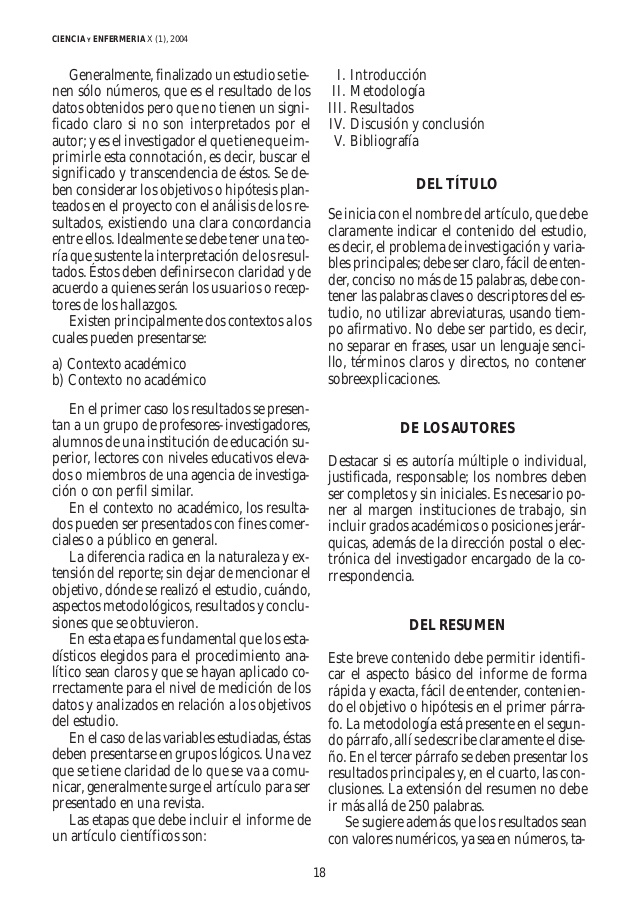 CIENCIA Y ENFERMERIA X (1), 2004
Generalmente, finalizado un estudio se tie-
nen sólo números, que es el resultado de los
datos obtenidos pero que no tienen un signi-
ficado claro si no son interpretados por el
autor; y es el investigador el que tiene que im-
primirle esta connotación, es decir, buscar el
significado y transcendencia de éstos. Se de-
ben considerar los objetivos o hipótesis plan-
teados en el proyecto con el análisis de los re-
sultados, existiendo una clara concordancia
entre ellos. Idealmente se debe tener una teo-
ría que sustente la interpretación de los resul-
tados. Éstos deben definirse con claridad y de
acuerdo a quienes serán los usuarios o recep-
tores de los hallazgos.
Existen principalmente dos contextos a los
cuales pueden presentarse:
a) Contexto académico
b) Contexto no académico
En el primer caso los resultados se presen-
tan a un grupo de profesores-investigadores,
alumnos de una institución de educación su-
perior, lectores con niveles educativos eleva-
dos o miembros de una agencia de investiga-
ción o con perfil similar.
En el contexto no académico, los resulta-
dos pueden ser presentados con fines comer-
ciales o a público en general.
La diferencia radica en la naturaleza y ex-
tensión del reporte; sin dejar de mencionar el
objetivo, dónde se realizó el estudio, cuándo,
aspectos metodológicos, resultados y conclu-
siones que se obtuvieron.
En esta etapa es fundamental que los esta-
dísticos elegidos para el procedimiento ana-
lítico sean claros y que se hayan aplicado co-
rrectamente para el nivel de medición de los
datos y analizados en relación a los objetivos
del estudio.
En el caso de las variables estudiadas, éstas
deben presentarse en grupos lógicos. Una vez
que se tiene claridad de lo que se va a comu-
nicar, generalmente surge el artículo para ser
presentado en una revista.
Las etapas que debe incluir el informe de
un artículo científicos son:
I. Introducción
II. Metodología
III. Resultados
IV. Discusión y conclusión
V. Bibliografía
DEL TÍTULO
Se inicia con el nombre del artículo, que debe
claramente indicar el contenido del estudio,
es decir, el problema de investigación y varia-
bles principales; debe ser claro, fácil de enten-
der, conciso no más de 15 palabras, debe con-
tener las palabras claves o descriptores del es-
tudio, no utilizar abreviaturas, usando tiem-
po afirmativo. No debe ser partido, es decir,
no separar en frases, usar un lenguaje senci-
llo, términos claros y directos, no contener
sobreexplicaciones.
DE LOS AUTORES
Destacar si es autoría múltiple o individual,
justificada, responsable; los nombres deben
ser completos y sin iniciales. Es necesario po-
ner al margen instituciones de trabajo, sin
incluir grados académicos o posiciones jerár-
quicas, además de la dirección postal o elec-
trónica del investigador encargado de la co-
rrespondencia.
DEL RESUMEN
Este breve contenido debe permitir identifi-
car el aspecto básico del informe de forma
rápida y exacta, fácil de entender, contenien-
do el objetivo o hipótesis en el primer párra-
fo. La metodología está presente en el segun-
do párrafo, allí se describe claramente el dise-
ño. En el tercer párrafo se deben presentar los
resultados principales y, en el cuarto, las con-
clusiones. La extensión del resumen no debe
ir más allá de 250 palabras.
Se sugiere además que los resultados sean
con valores numéricos, ya sea en números, ta-
18